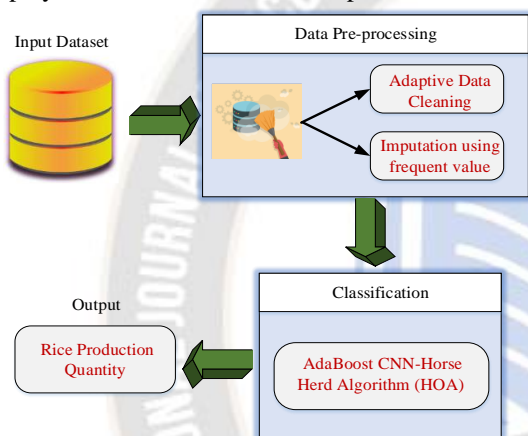 Input Dataset
Data Pre-processing
Adaptive Data
Cleaning
Imputation using
frequent value
Classification
AdaBoost CNN-Horse
Herd Algorithm (HOA)
Output
Rice Production
Quantity
JOURNAL